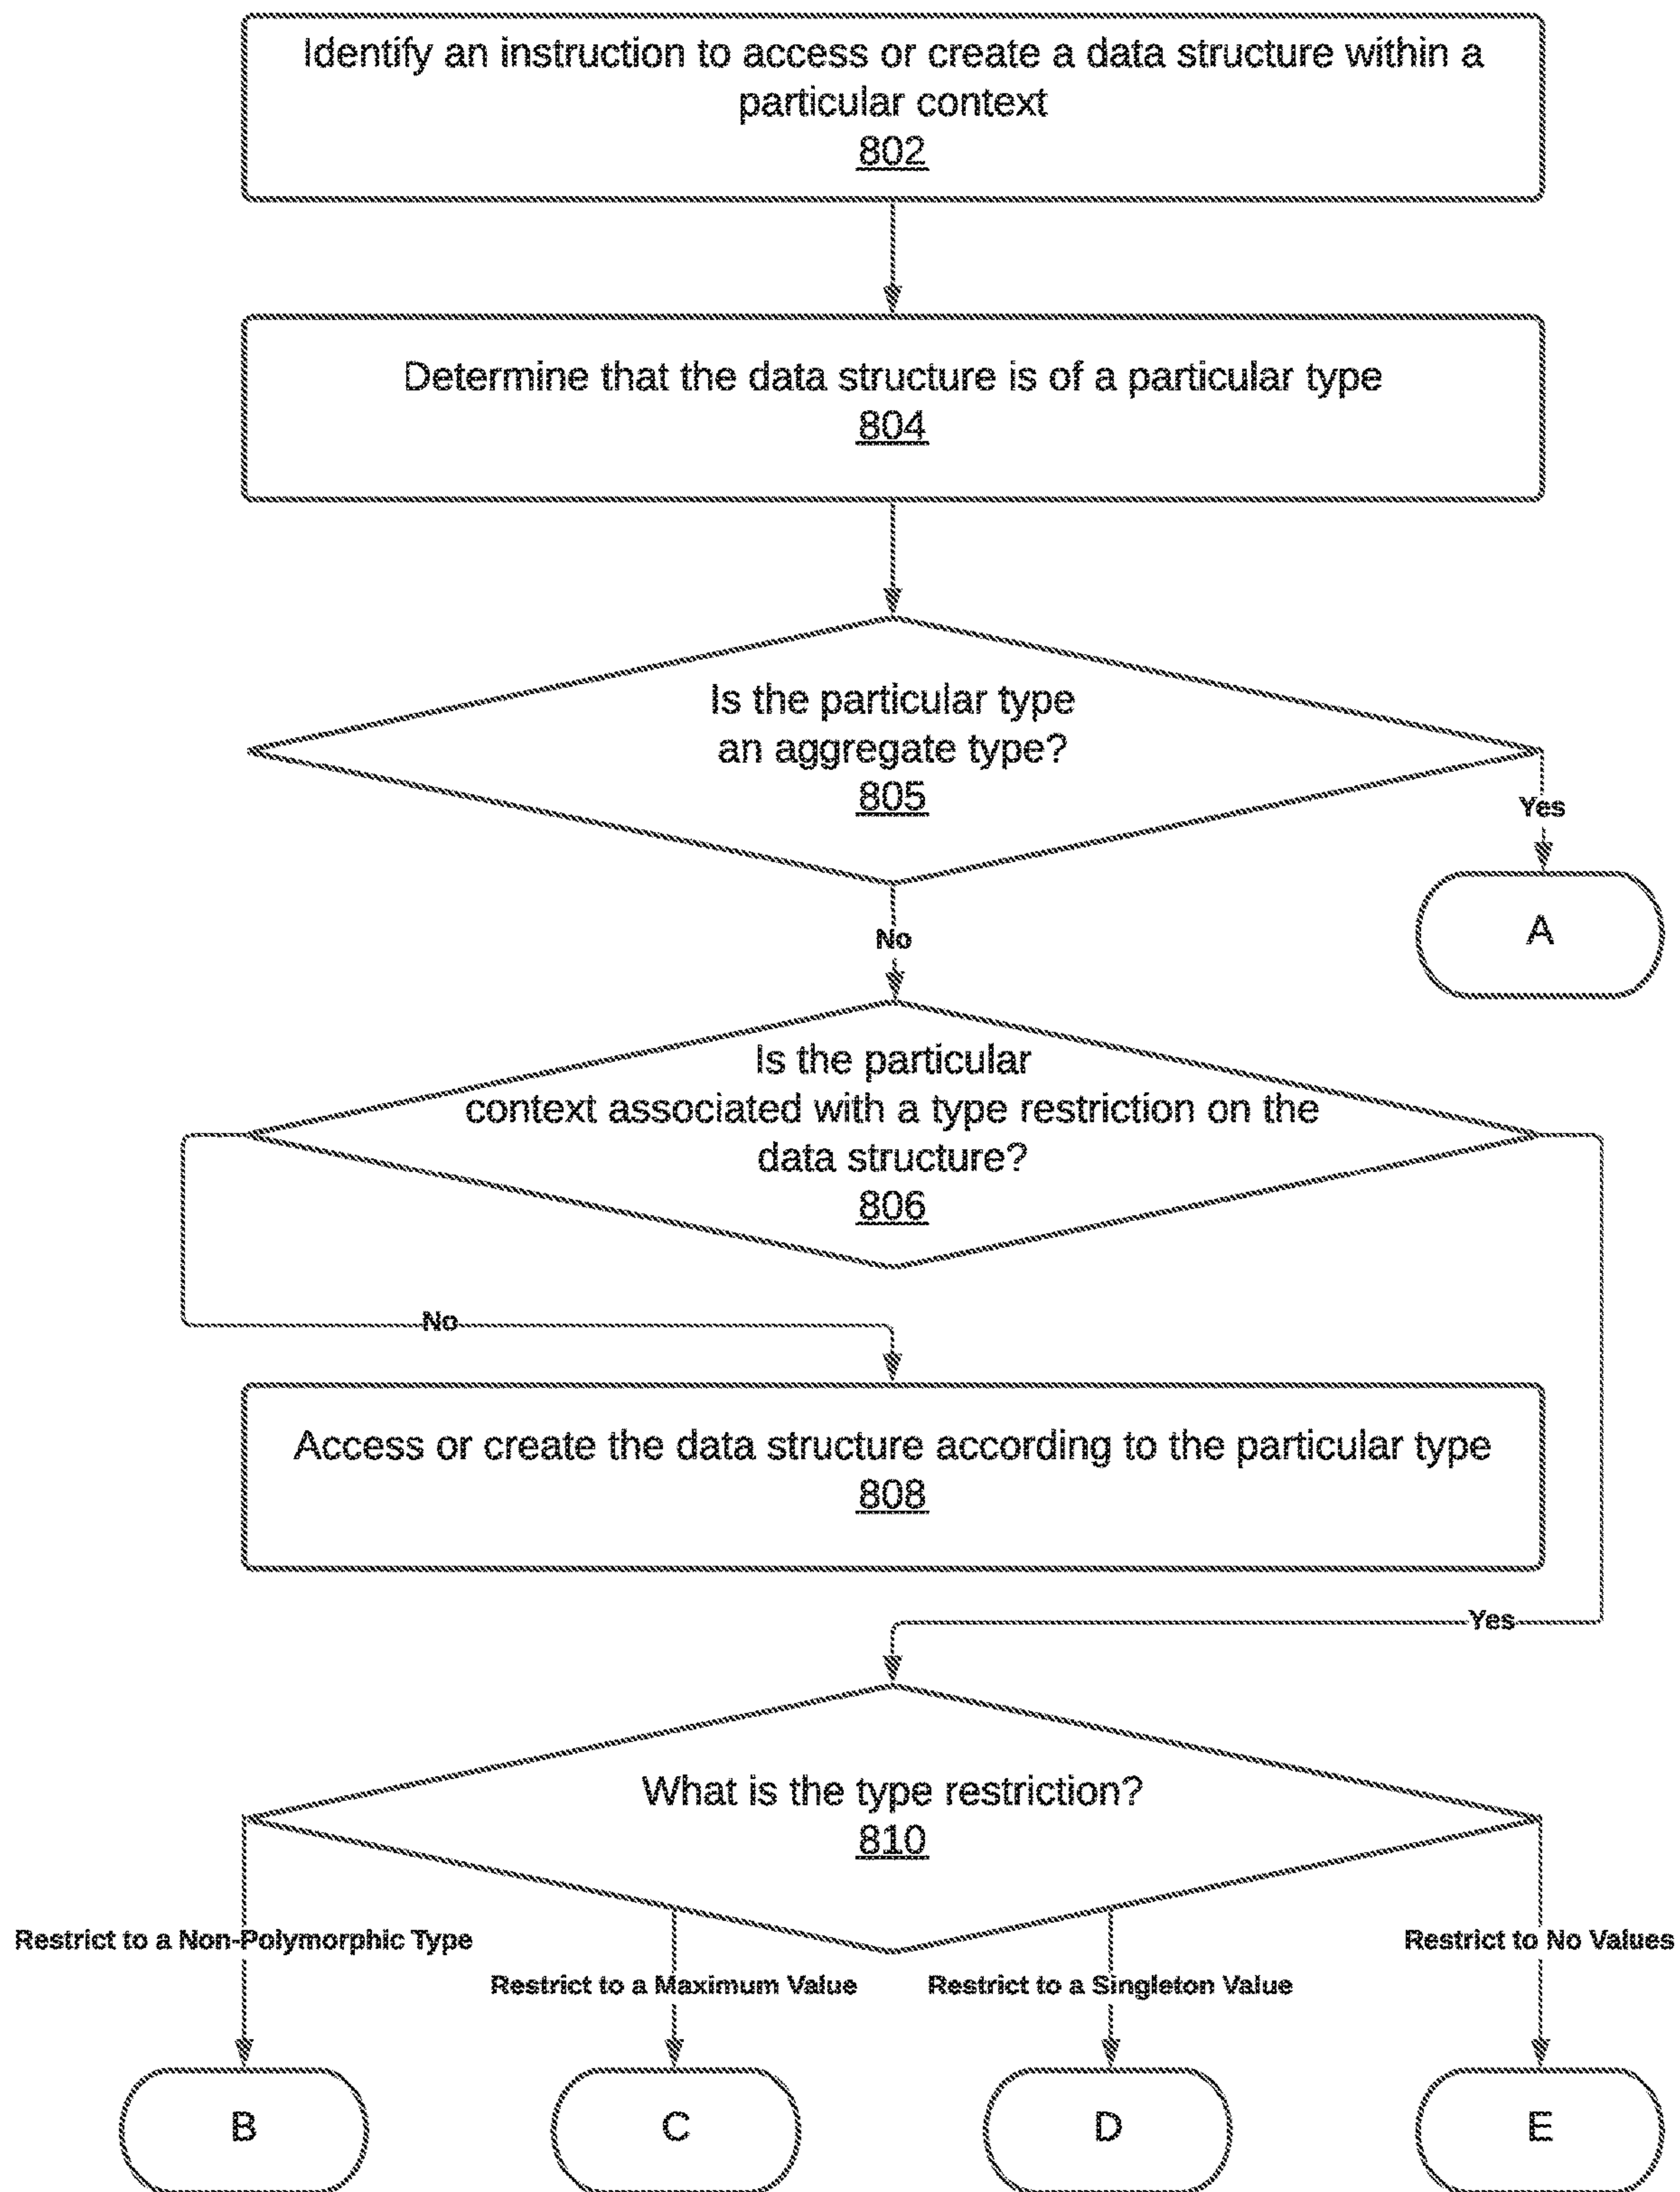 Identify an instruction to access or create a data structure within a
particular context
802
Determine that the data structure is of a particular type
804
Is the particular type
an aggregate type?
805
Yes
A
No
Is the particular
context associated with a type restriction on the
data structure?
806
No
Access or create the data structure according to the particular type
808
Yes
What is the type restriction?
810
Restrict to a Non-Polymorphic Type
Restrict to a Maximum Value
Restrict to a Singleton Value
Restrict to No Values
B
C
D
E